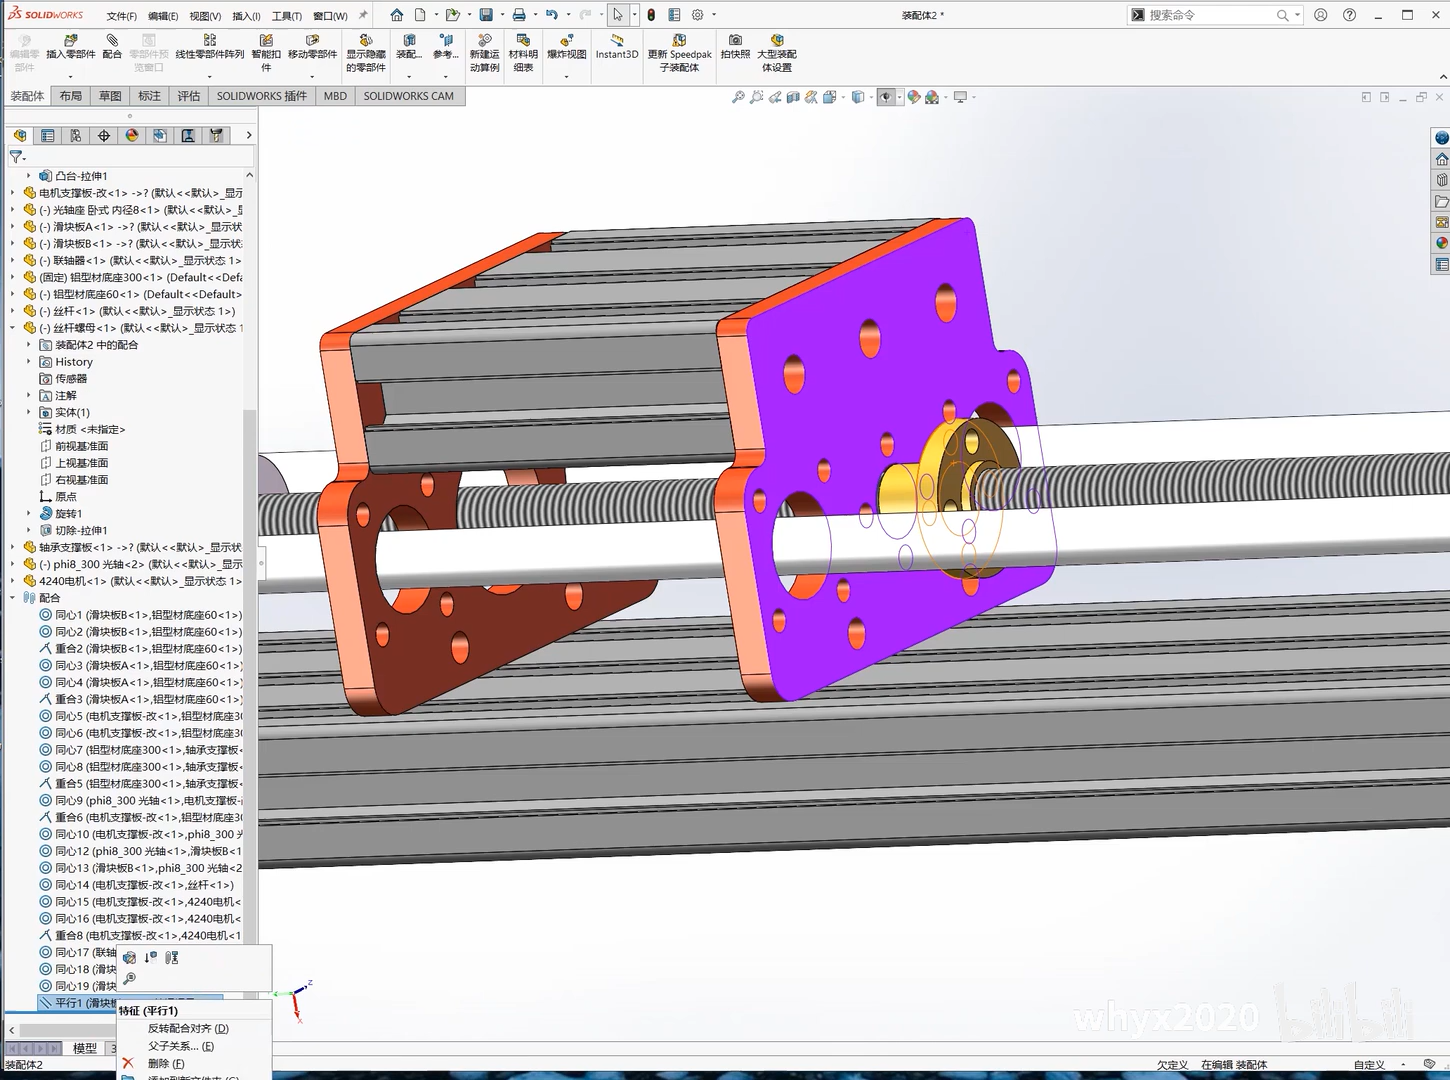 SOLIDWORKS 文件(F) 编辑(E) 视图(V) 插入(I) 工具(T) 窗口(W) 装配体2 * 搜索命令
编辑零部件 插入零部件 配合 零部件预览窗口 线性零部件阵列 智能扣件 移动零部件 显示隐藏的零部件 装配... 参考... 新建运动算例 材料明细表 爆炸视图 Instant3D 更新 Speedpak 子装配体 拍快照 大型装配体设置
装配体 布局 草图 标注 评估 SOLIDWORKS 插件 MBD SOLIDWORKS CAM
凸台-拉伸1
电机支撑板-改<1> ->? (默认<<默认>_显示
(-) 光轴座 卧式 内径8<1> (默认<<默认>_
(-) 滑块板A<1> ->? (默认<<默认>_显示状
(-) 滑块板B<1> ->? (默认<<默认>_显示状
(-) 联轴器<1> (默认<<默认>_显示状态 1>)
(固定) 铝型材底座300<1> (Default<<Defa
(-) 铝型材底座60<1> (Default<<Default>
(-) 丝杆<1> (默认<<默认>_显示状态 1>)
(-) 丝杆螺母<1> (默认<<默认>_显示状态 1
装配体2 中的配合
History
传感器
注解
实体(1)
材质 <未指定>
前视基准面
上视基准面
右视基准面
原点
旋转1
切除-拉伸1
轴承支撑板<1> ->? (默认<<默认>_显示状
(-) phi8_300 光轴<2> (默认<<默认>_显示
4240电机<1> (默认<<默认>_显示状态 1>
配合
同心1 (滑块板B<1>,铝型材底座60<1>)
同心2 (滑块板B<1>,铝型材底座60<1>)
重合2 (滑块板B<1>,铝型材底座60<1>)
同心3 (滑块板A<1>,铝型材底座60<1>)
同心4 (滑块板A<1>,铝型材底座60<1>)
重合3 (滑块板A<1>,铝型材底座60<1>)
同心5 (电机支撑板-改<1>,铝型材底座30
同心6 (电机支撑板-改<1>,铝型材底座30
同心7 (铝型材底座300<1>,轴承支撑板<
同心8 (铝型材底座300<1>,轴承支撑板<
重合5 (铝型材底座300<1>,轴承支撑板<
同心9 (phi8_300 光轴<1>,电机支撑板-
重合6 (电机支撑板-改<1>,铝型材底座30
同心10 (电机支撑板-改<1>,phi8_300 光
同心12 (phi8_300 光轴<1>,滑块板B<1
同心13 (滑块板B<1>,phi8_300 光轴<2
同心14 (电机支撑板-改<1>,丝杆<1>)
同心15 (电机支撑板-改<1>,4240电机<
同心16 (电机支撑板-改<1>,4240电机<
重合8 (电机支撑板-改<1>,4240电机<1
同心17 (联轴
同心18 (滑块
同心19 (滑块
平行1 (滑块
特征 (平行1)
反转配合对齐 (D)
父子关系... (E)
删除 (F)
模型 3
Z
X
whyx2020 bilibili
装配体2 欠定义 在编辑 装配体 自定义